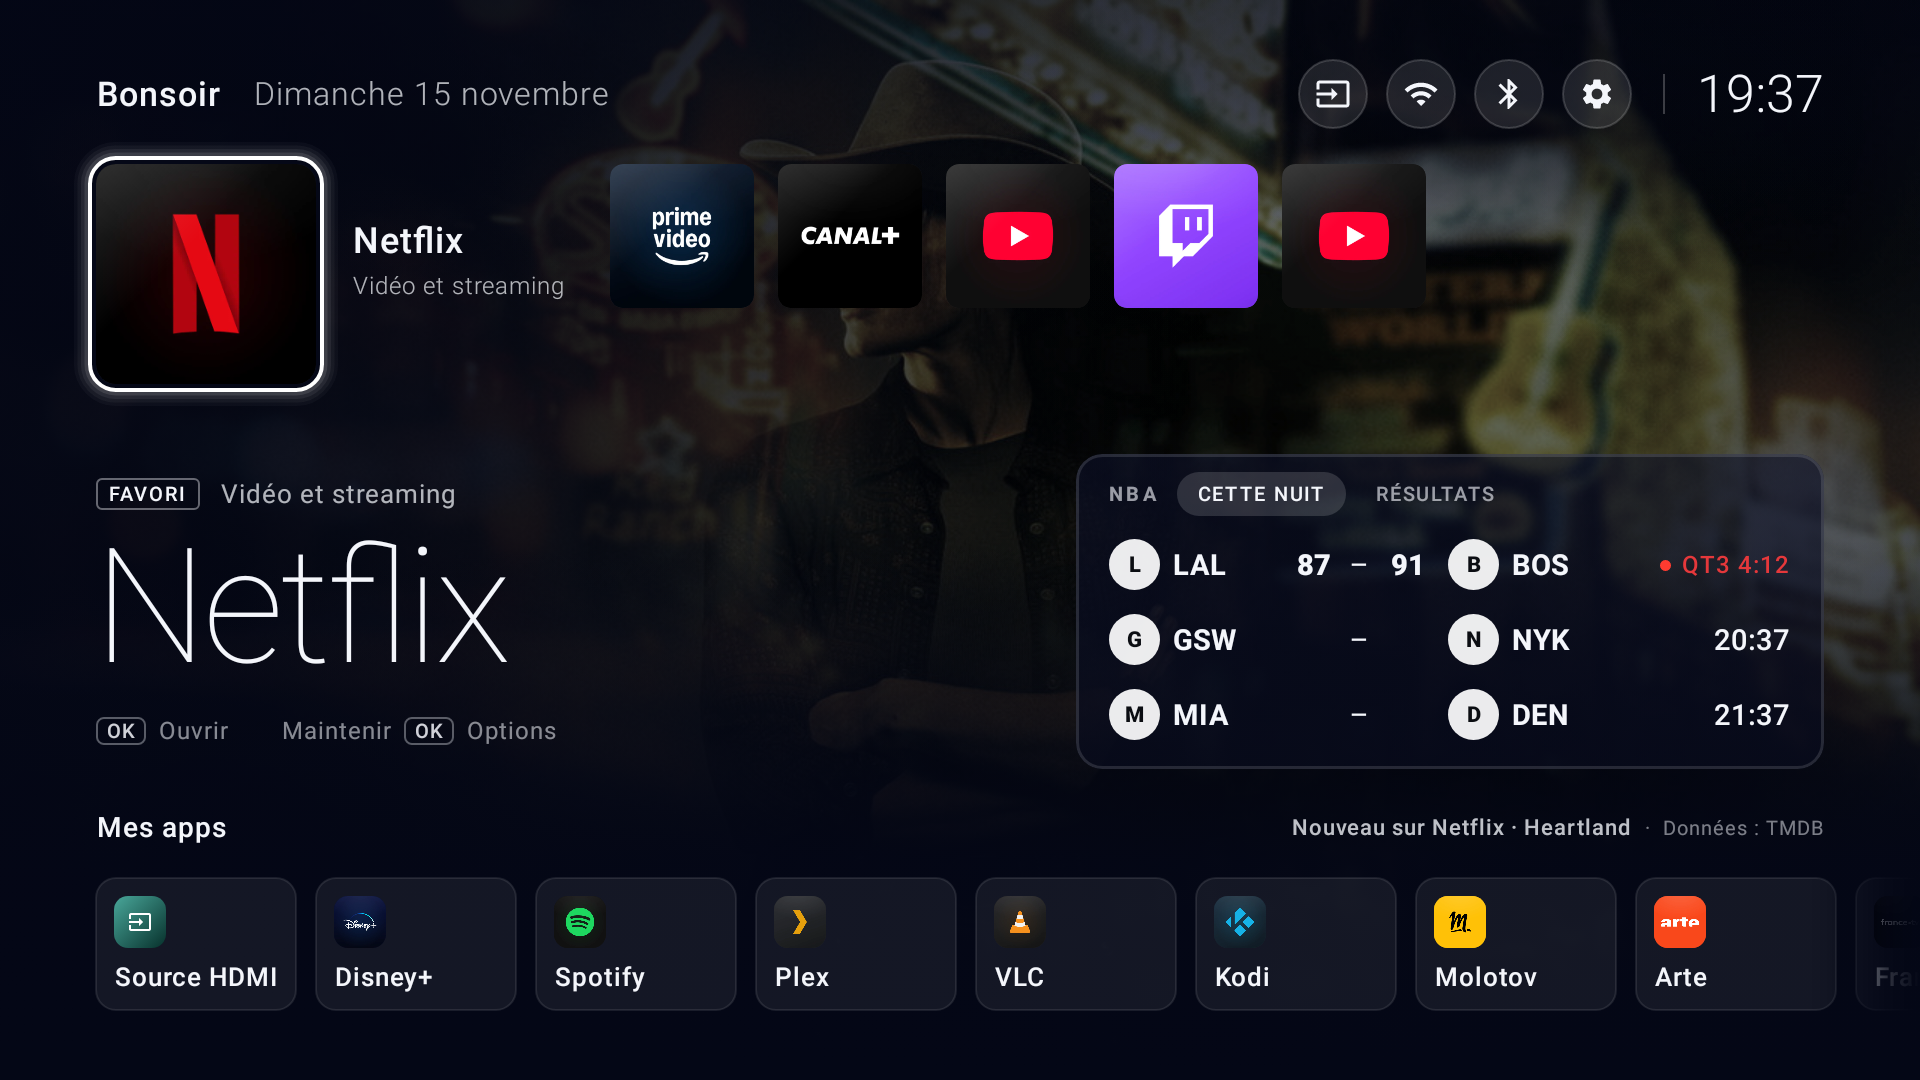 Bonsoir Dimanche 15 novembre
19:37
Netflix
Vidéo et streaming
prime video
CANAL+
FAVORI Vidéo et streaming
Netflix
OK Ouvrir Maintenir OK Options
NBA CETTE NUIT RÉSULTATS
L LAL 87 – 91 B BOS • QT3 4:12
G GSW – N NYK 20:37
M MIA – D DEN 21:37
Mes apps
Nouveau sur Netflix · Heartland · Données : TMDB
Disney+
arte
Source HDMI
Disney+
Spotify
Plex
VLC
Kodi
Molotov
Arte
Fra